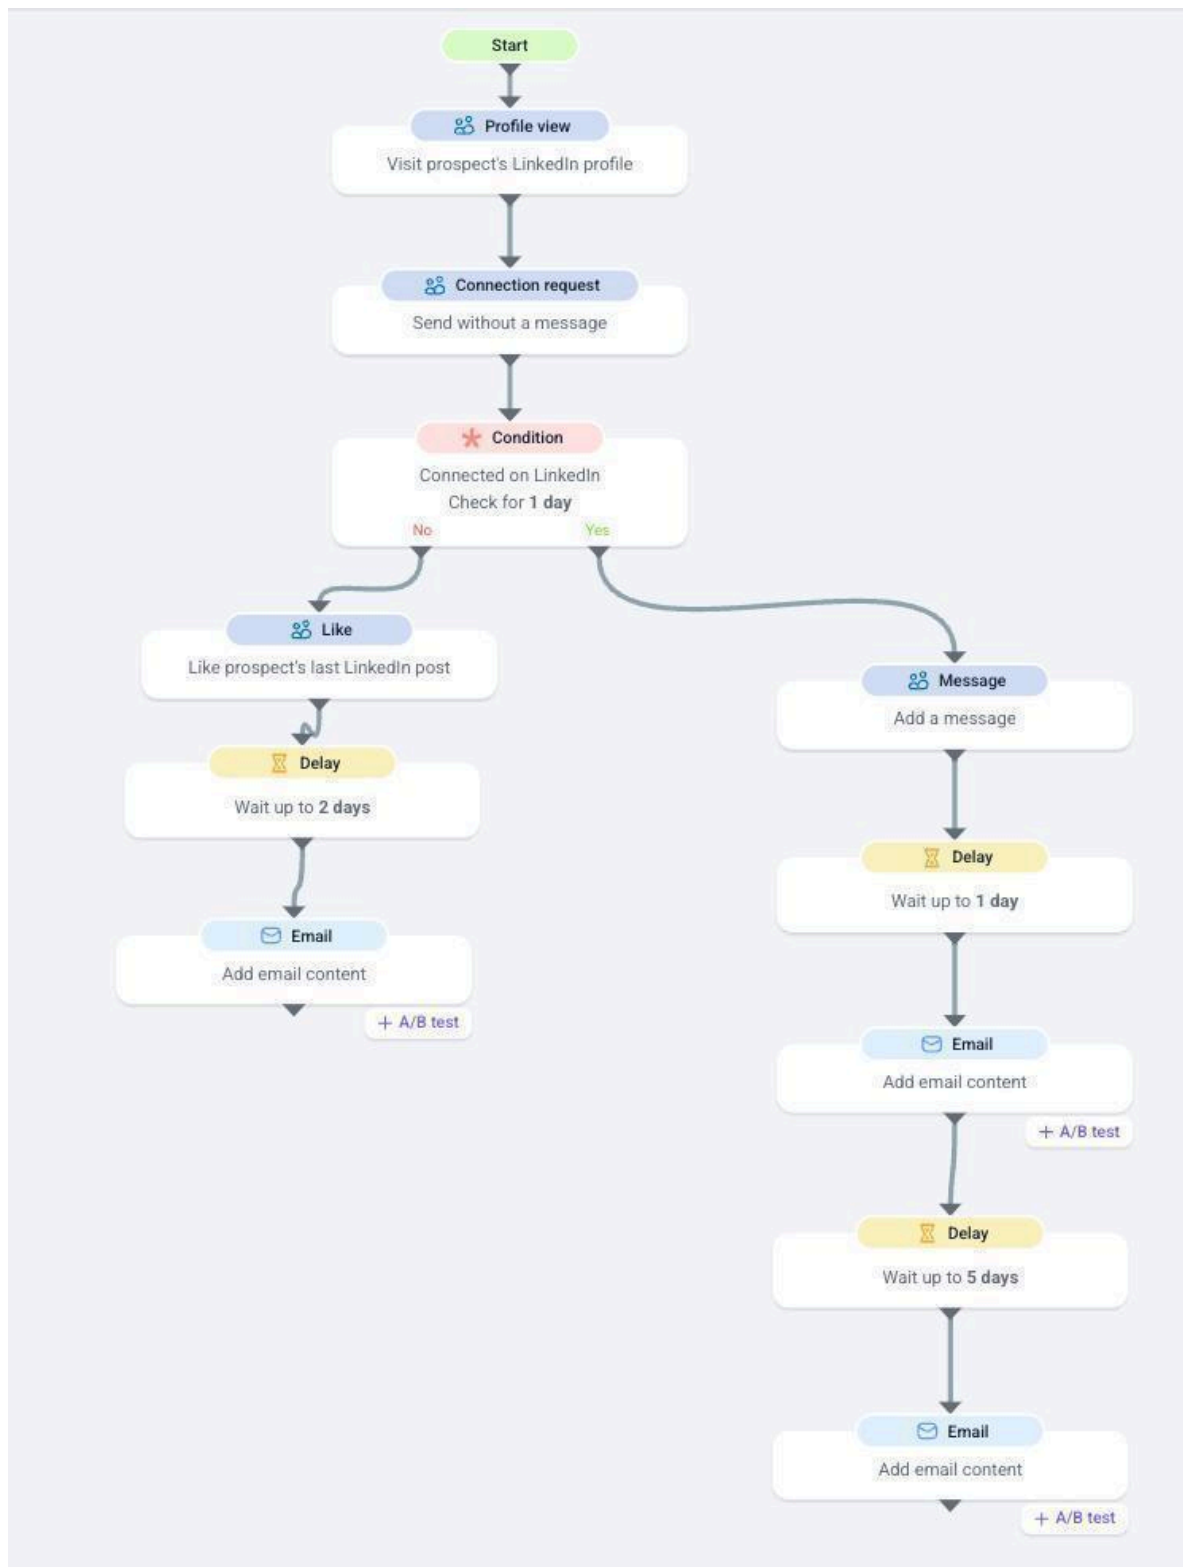 Start
Profile view
Visit prospect's LinkedIn profile
Connection request
Send without a message
Condition
Connected on LinkedIn
Check for 1 day
No
Yes
Like
Like prospect's last LinkedIn post
Delay
Wait up to 2 days
Email
Add email content
+ A/B test
Message
Add a message
Delay
Wait up to 1 day
Email
Add email content
+ A/B test
Delay
Wait up to 5 days
Email
Add email content
+ A/B test